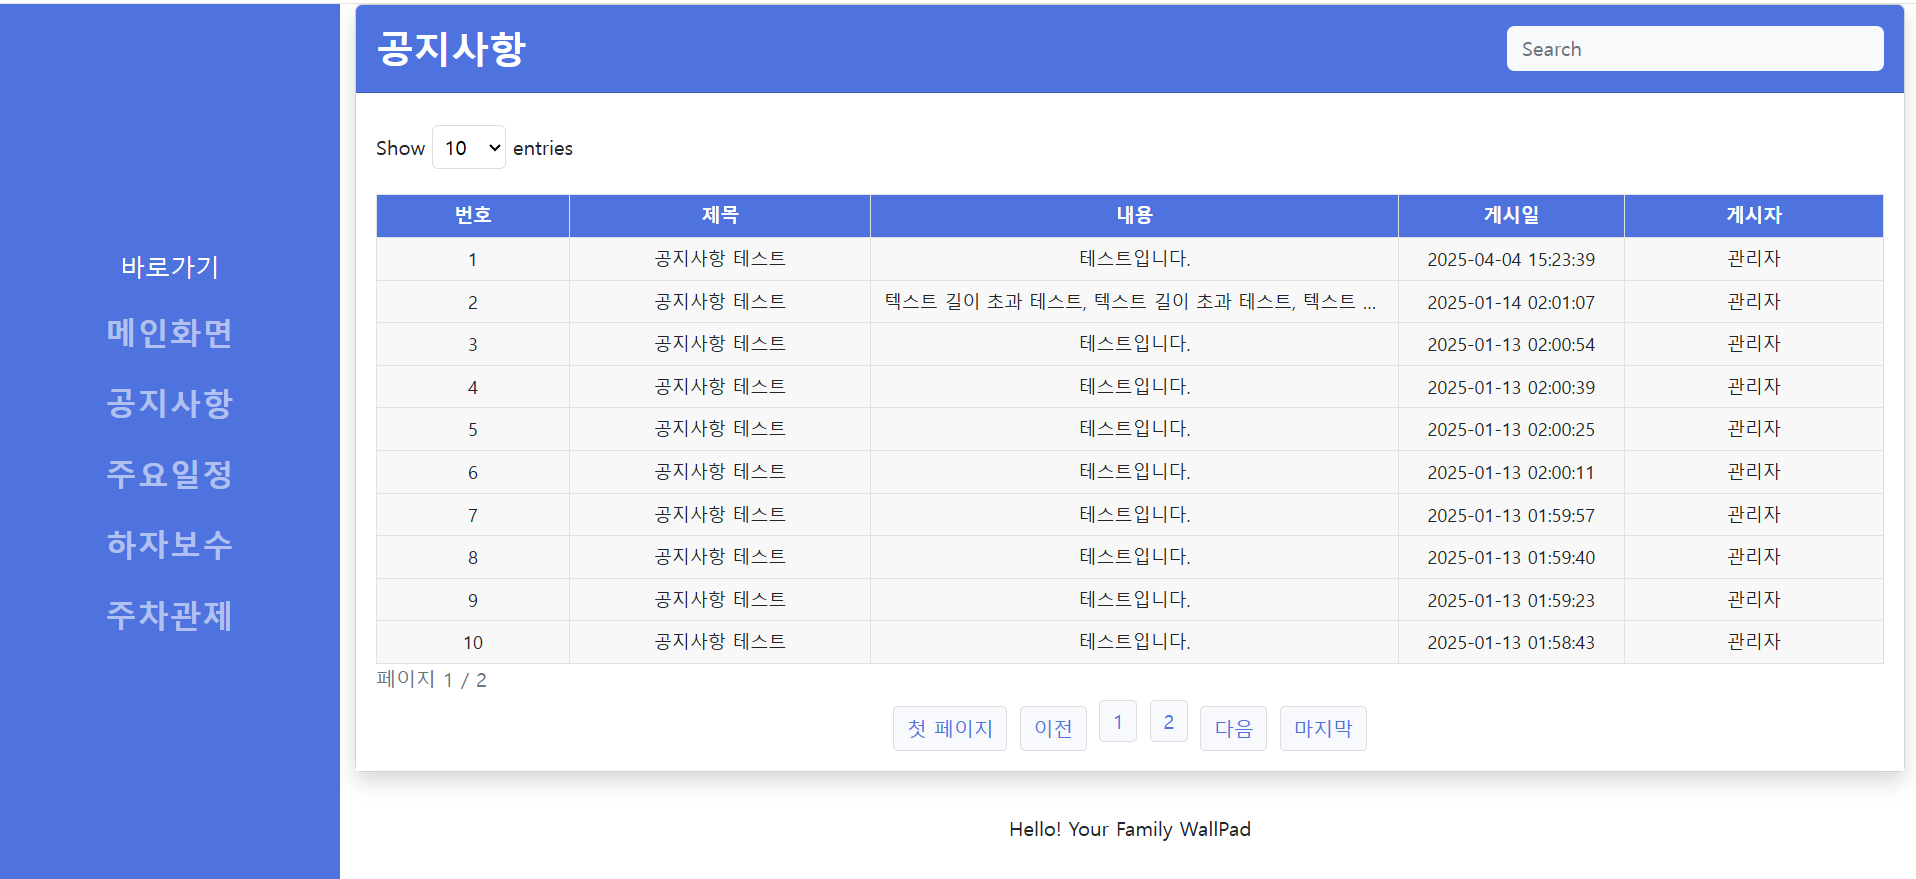 공지사항
Search
바로가기
메인화면
공지사항
주요일정
하자보수
주차관제
Show 10 entries
번호 제목 내용 게시일 게시자
1 공지사항 테스트 테스트입니다. 2025-04-04 15:23:39 관리자
2 공지사항 테스트 텍스트 길이 초과 테스트, 텍스트 길이 초과 테스트, 텍스트 ... 2025-01-14 02:01:07 관리자
3 공지사항 테스트 테스트입니다. 2025-01-13 02:00:54 관리자
4 공지사항 테스트 테스트입니다. 2025-01-13 02:00:39 관리자
5 공지사항 테스트 테스트입니다. 2025-01-13 02:00:25 관리자
6 공지사항 테스트 테스트입니다. 2025-01-13 02:00:11 관리자
7 공지사항 테스트 테스트입니다. 2025-01-13 01:59:57 관리자
8 공지사항 테스트 테스트입니다. 2025-01-13 01:59:40 관리자
9 공지사항 테스트 테스트입니다. 2025-01-13 01:59:23 관리자
10 공지사항 테스트 테스트입니다. 2025-01-13 01:58:43 관리자
페이지 1 / 2
첫 페이지 이전 1 2 다음 마지막
Hello! Your Family WallPad